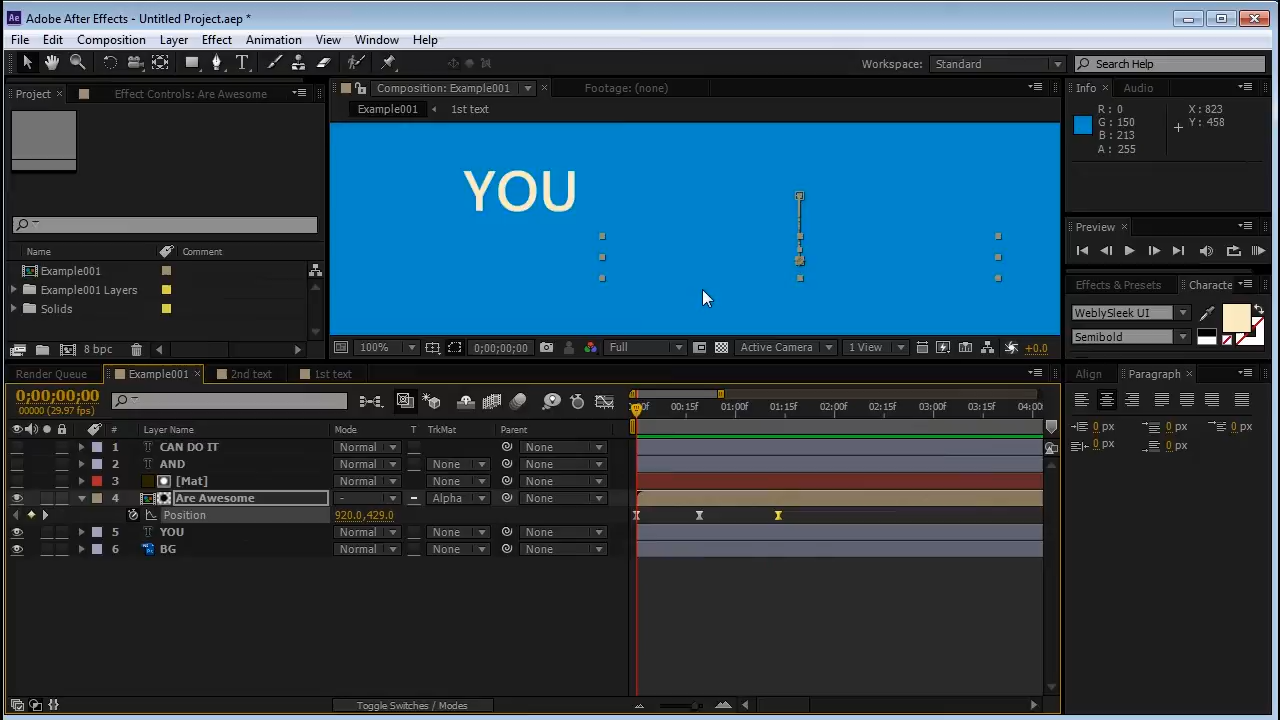 Adobe After Effects - Untitled Project.aep *
File Edit Composition Layer Effect Animation View Window Help
Workspace: Standard Search Help
Project Effect Controls: Are Awesome
Composition: Example001 Footage: (none)
Info Audio
Example001 1st text
R : 0
G : 150
B : 213
A : 255
X : 823
Y : 458
YOU
Name Comment
Example001
Example001 Layers
Solids
8 bpc
Preview
Effects & Presets Characte
WeblySleek UI
Semibold
100% 0;00;00;00 Full Active Camera 1 View +0.0
Render Queue Example001 2nd text 1st text
Align Paragraph
0;00;00;00
00000 (29.97 fps)
00f 00:15f 01:00f 01:15f 02:00f 02:15f 03:00f 03:15f 04:00
0 px 0 px 0 px
0 px 0 px
# Layer Name Mode T TrkMat Parent
1 CAN DO IT Normal None
2 AND Normal None None
3 [Mat] Normal None None
4 Are Awesome - Alpha None
Position 920.0,429.0
5 YOU Normal None None
6 BG Normal None None
Toggle Switches / Modes